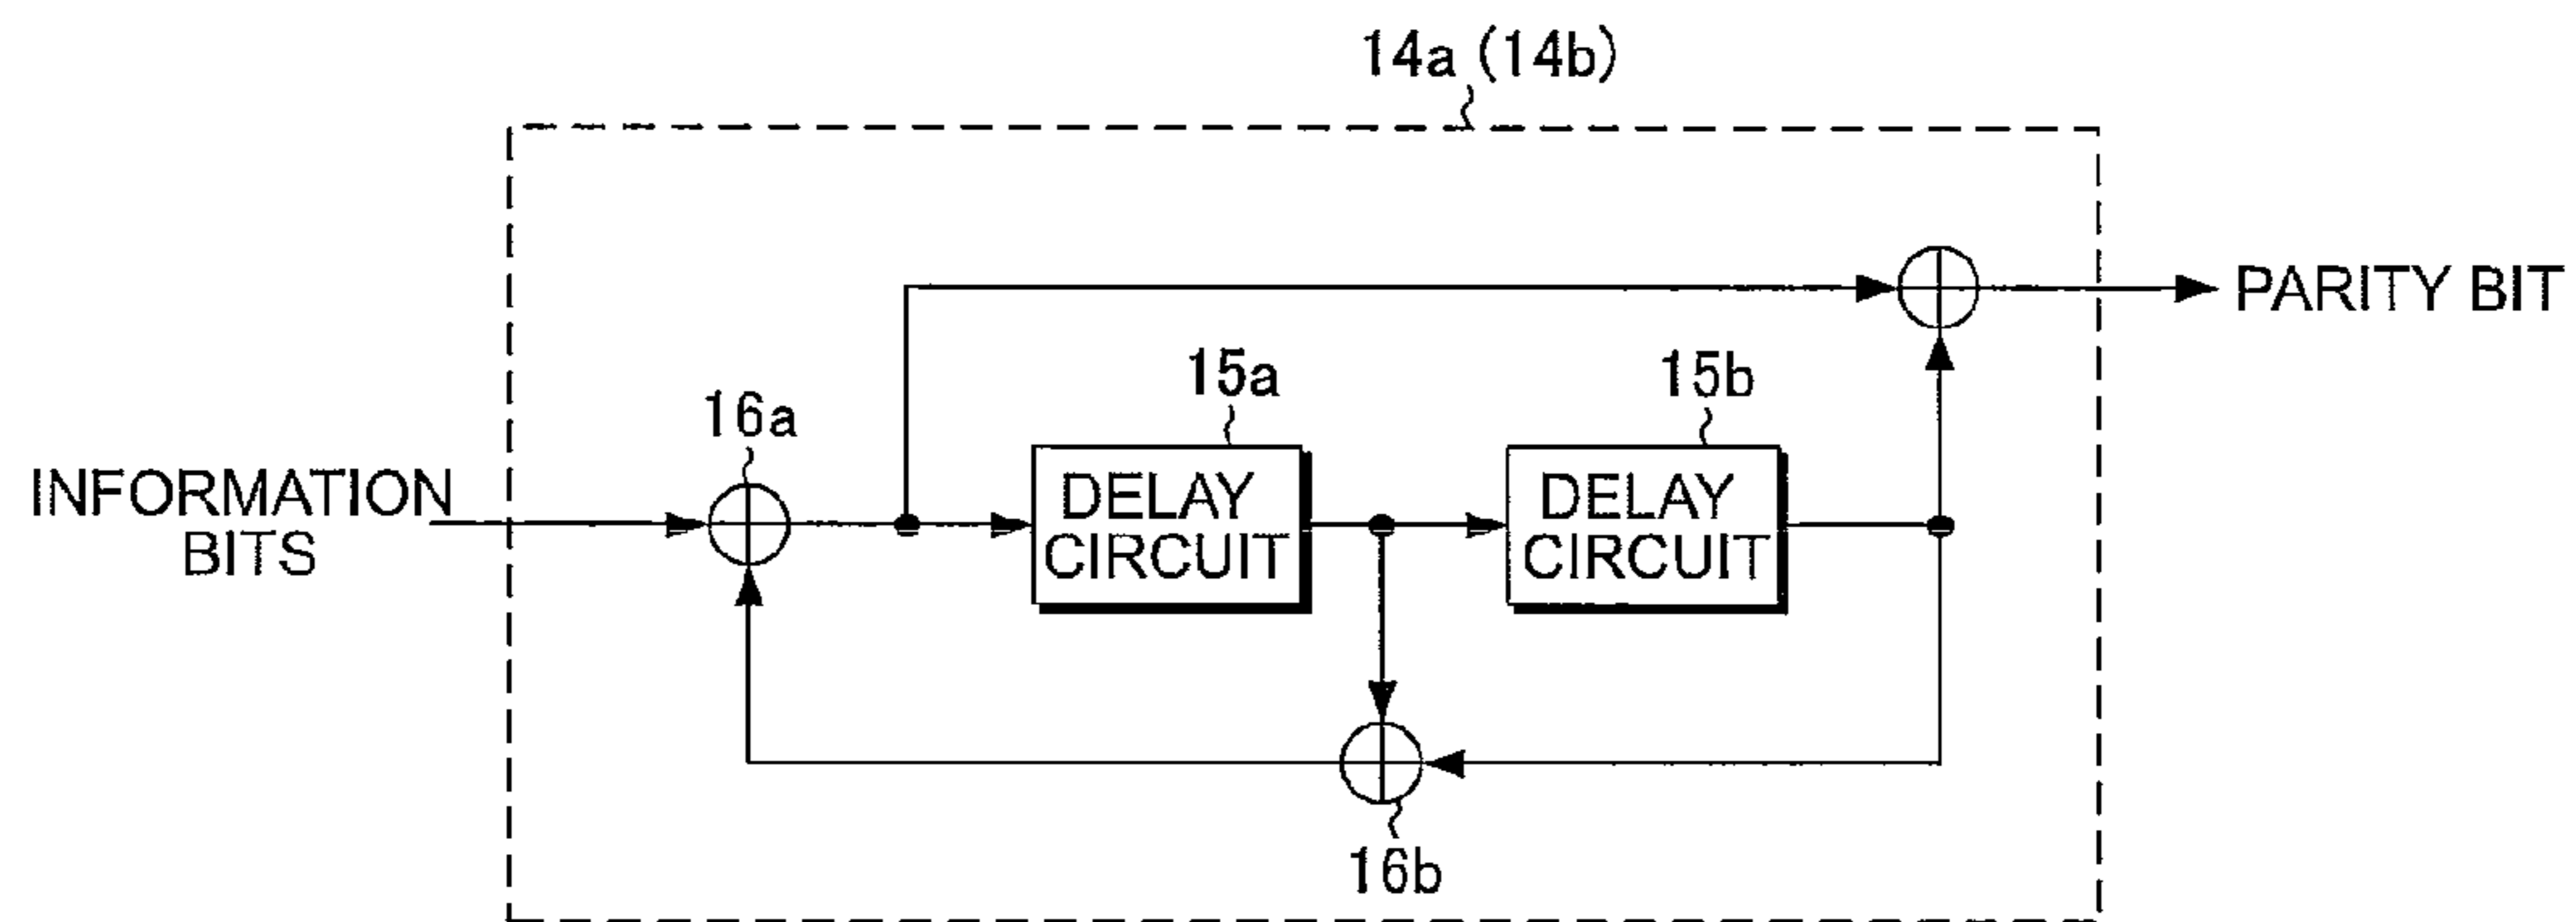 14a (14b)
PARITY BIT
15a
15b
16a
INFORMATION
BITS
DELAY
CIRCUIT
DELAY
CIRCUIT
16b